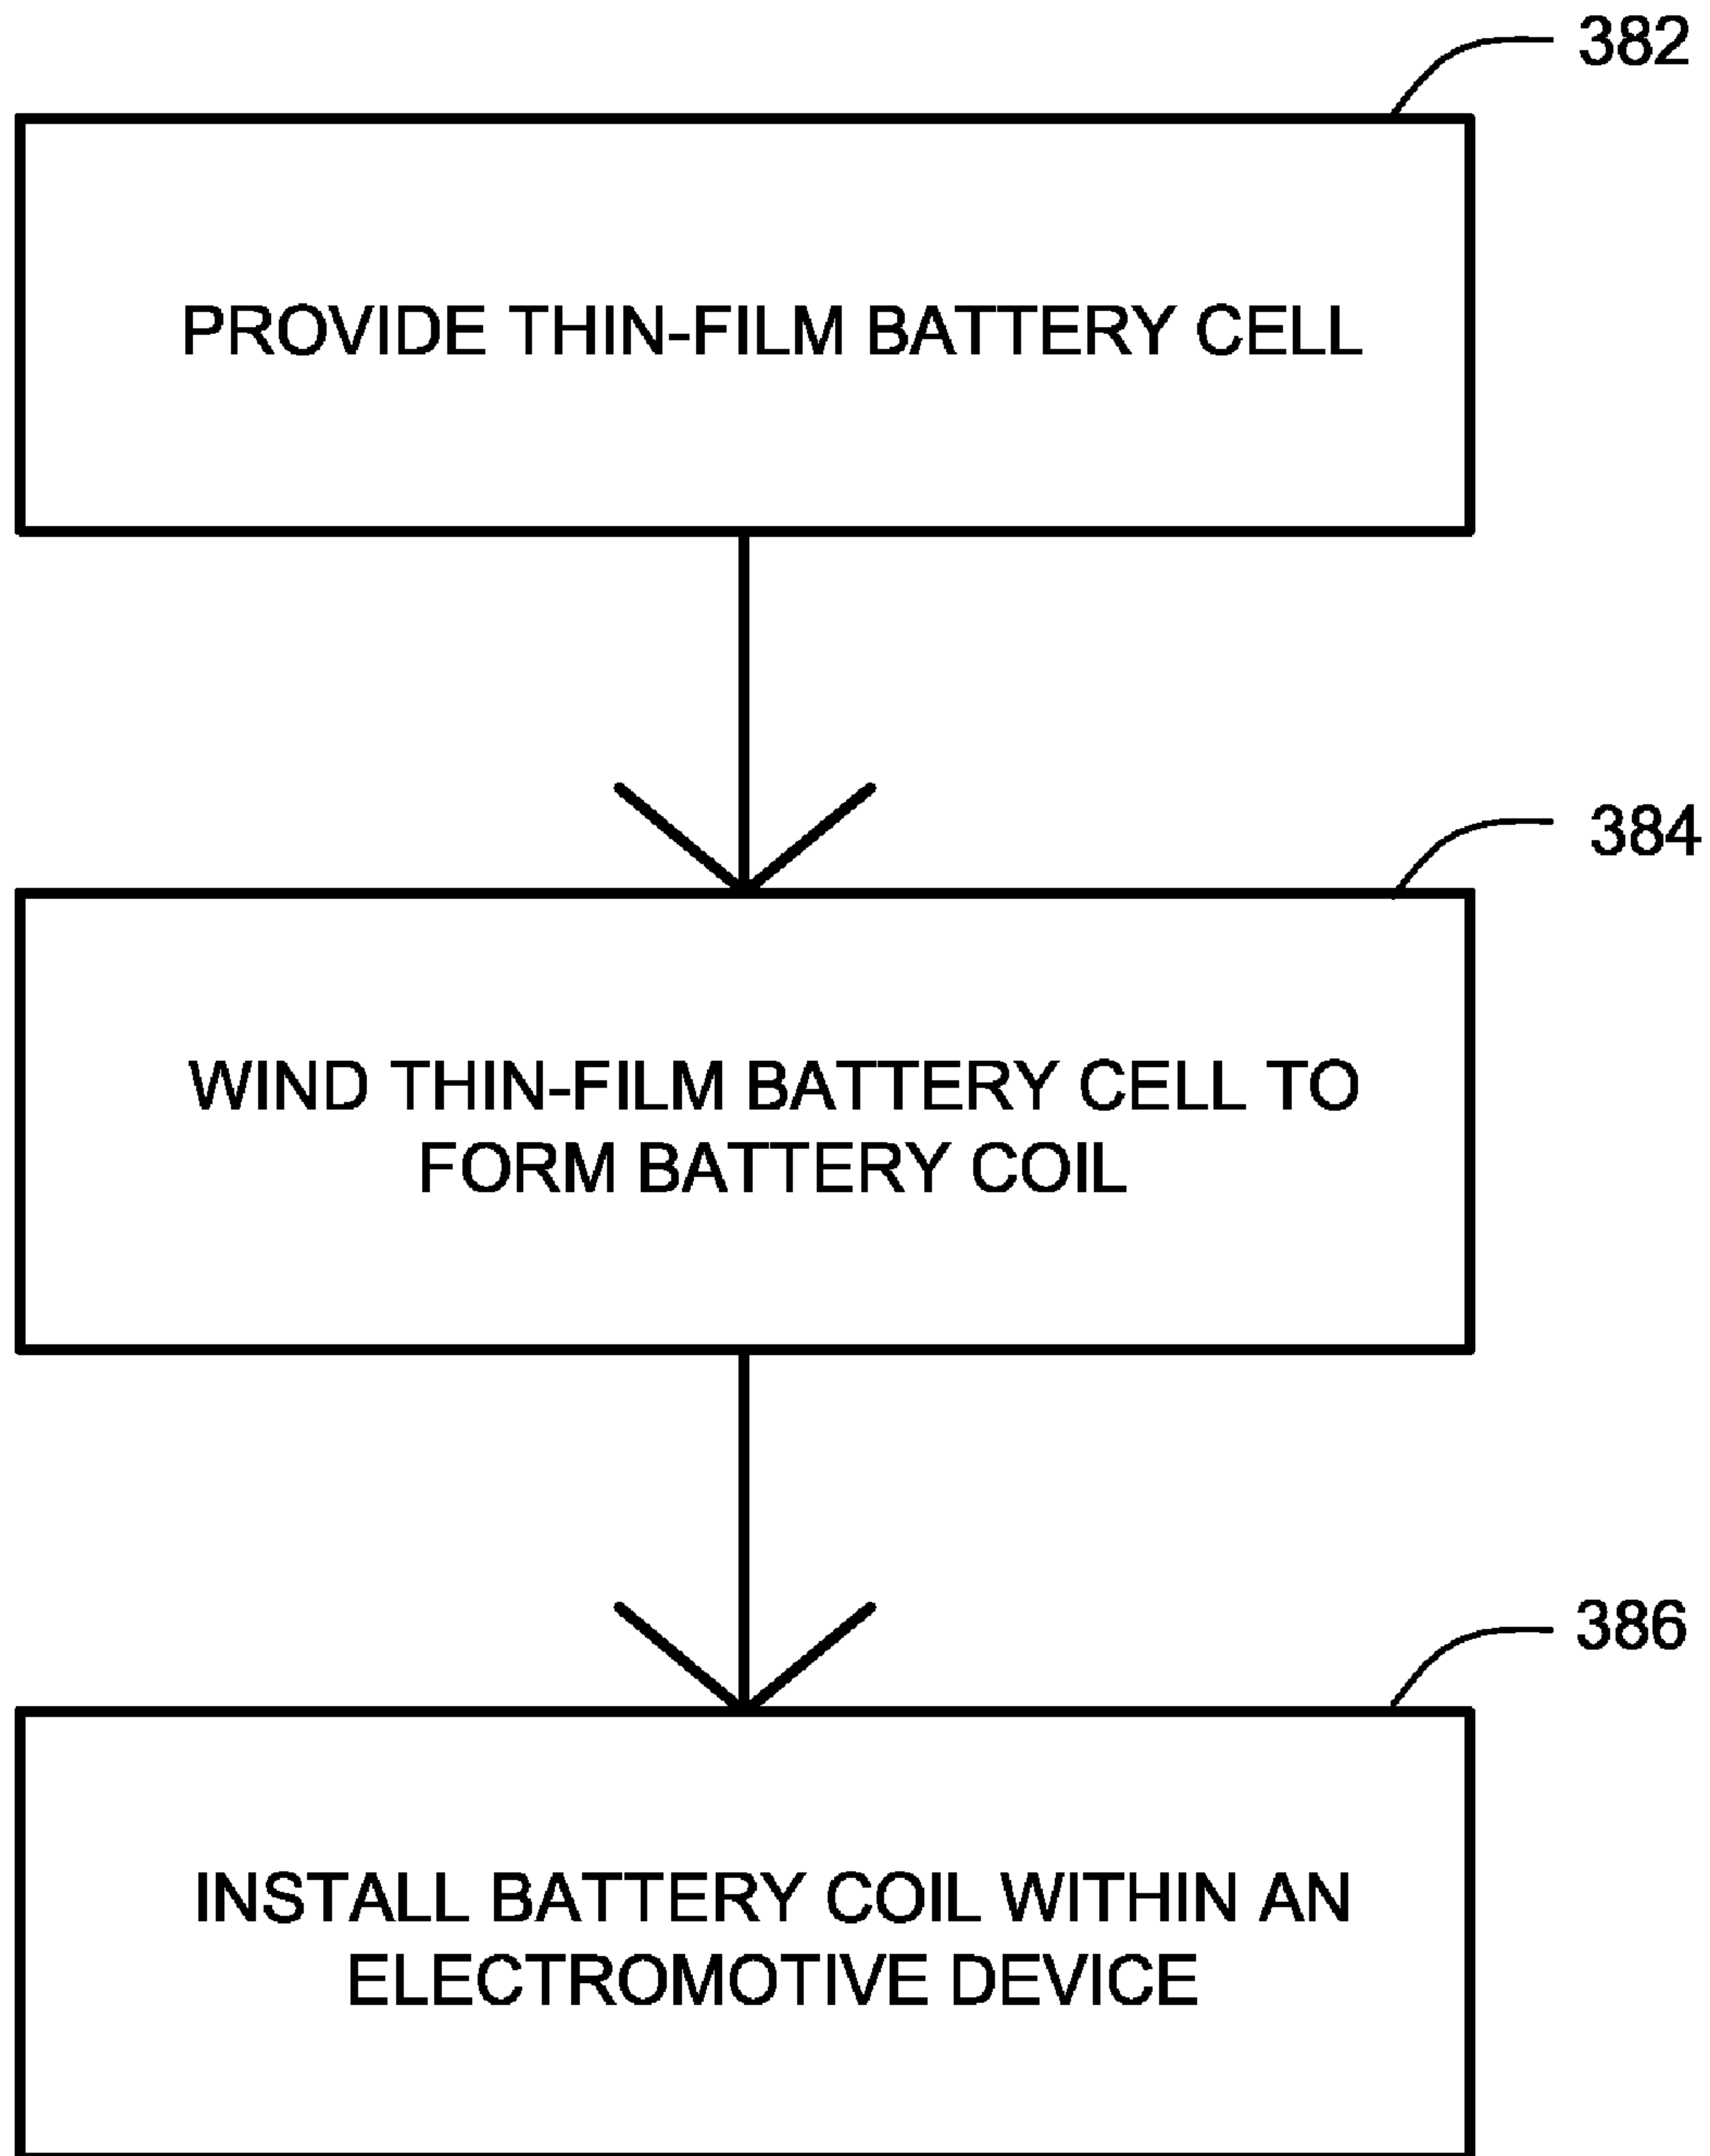 382
PROVIDE THIN-FILM BATTERY CELL
384
WIND THIN-FILM BATTERY CELL TO
FORM BATTERY COIL
386
INSTALL BATTERY COIL WITHIN AN
ELECTROMOTIVE DEVICE